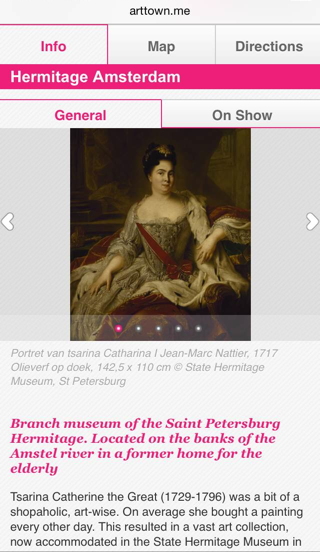 arttown.me
Info
Map
Directions
Hermitage Amsterdam
General
On Show
Portret van tsarina Catharina I Jean-Marc Nattier, 1717
Olieverf op doek, 142,5 x 110 cm © State Hermitage
Museum, St Petersburg
Branch museum of the Saint Petersburg
Hermitage. Located on the banks of the
Amstel river in a former home for the
elderly
Tsarina Catherine the Great (1729-1796) was a bit of a
shopaholic, art-wise. On average she bought a painting
every other day. This resulted in a vast art collection,
now accommodated in the State Hermitage Museum in